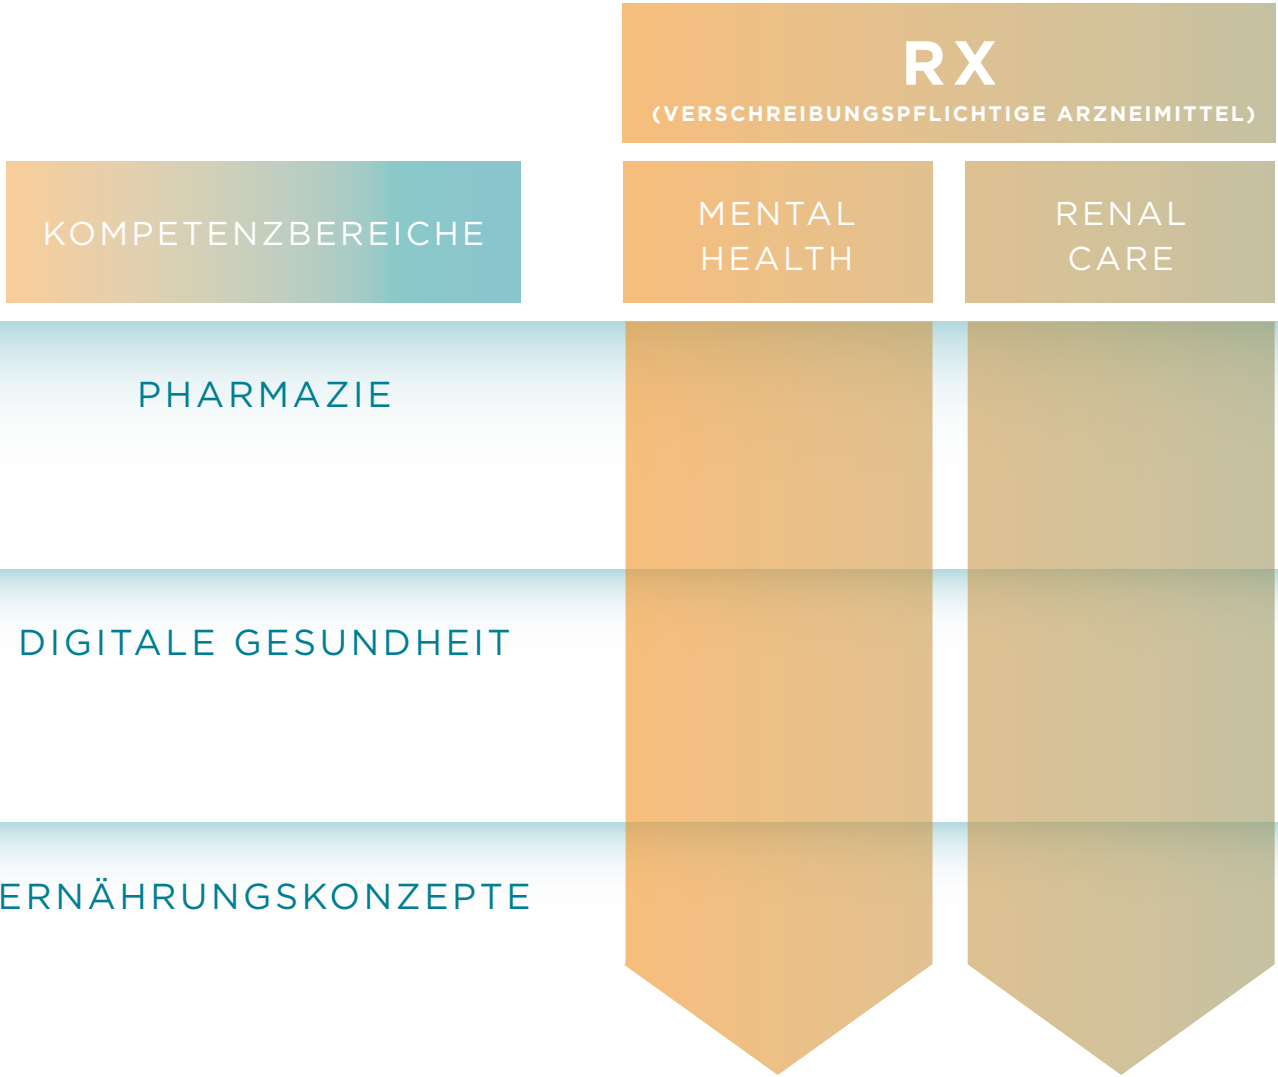 RX
(VERSCHREIBUNGSPFLICHTIGE ARZNEIMITTEL)
KOMPETENZBEREICHE
MENTAL
HEALTH
RENAL
CARE
PHARMAZIE
DIGITALE GESUNDHEIT
ERNÄHRUNGSKONZEPTE